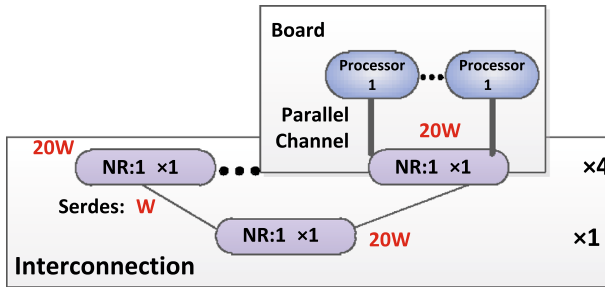 Board
Processor
1
Processor
1
Parallel
Channel
20W
20W
NR:1 ×1
NR:1 ×1
×4
Serdes: W
NR:1 ×1
20W
×1
Interconnection